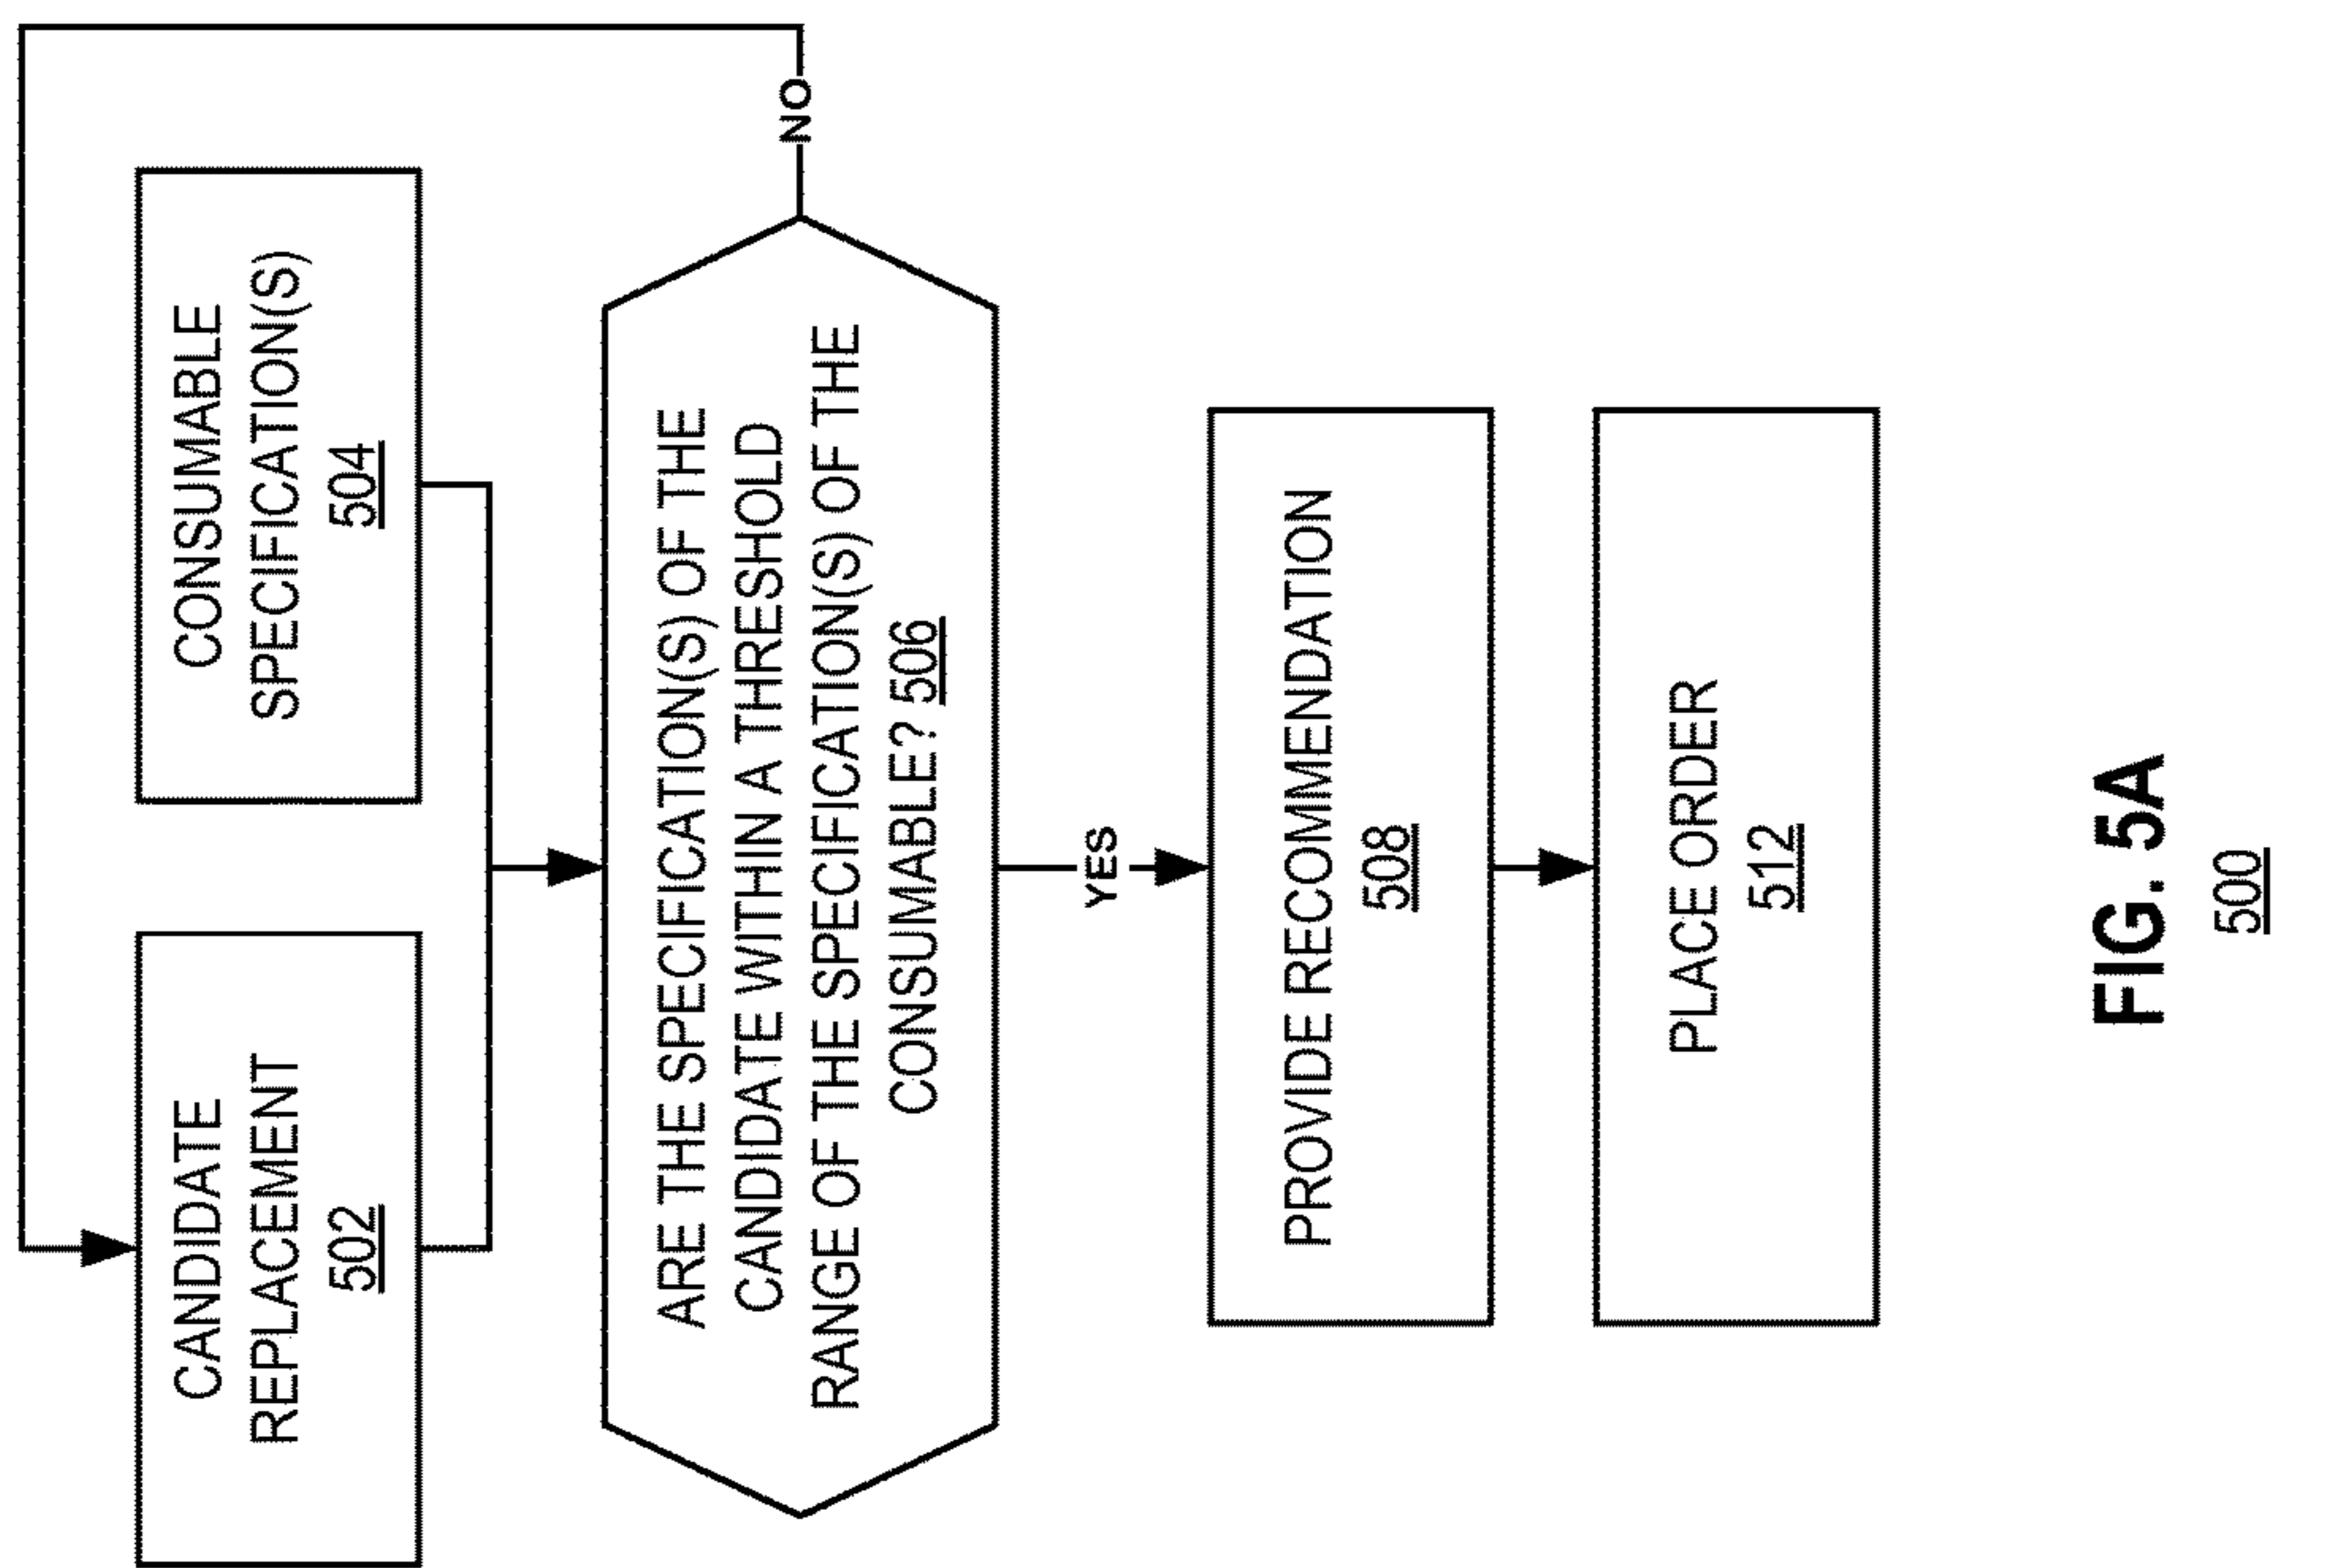 CANDIDATE
REPLACEMENT
502
CONSUMABLE
SPECIFICATION(S)
504
ARE THE SPECIFICATION(S) OF THE
CANDIDATE WITHIN A THRESHOLD
RANGE OF THE SPECIFICATION(S) OF THE
CONSUMABLE? 506
NO
YES
PROVIDE RECOMMENDATION
508
PLACE ORDER
512
FIG. 5A
500